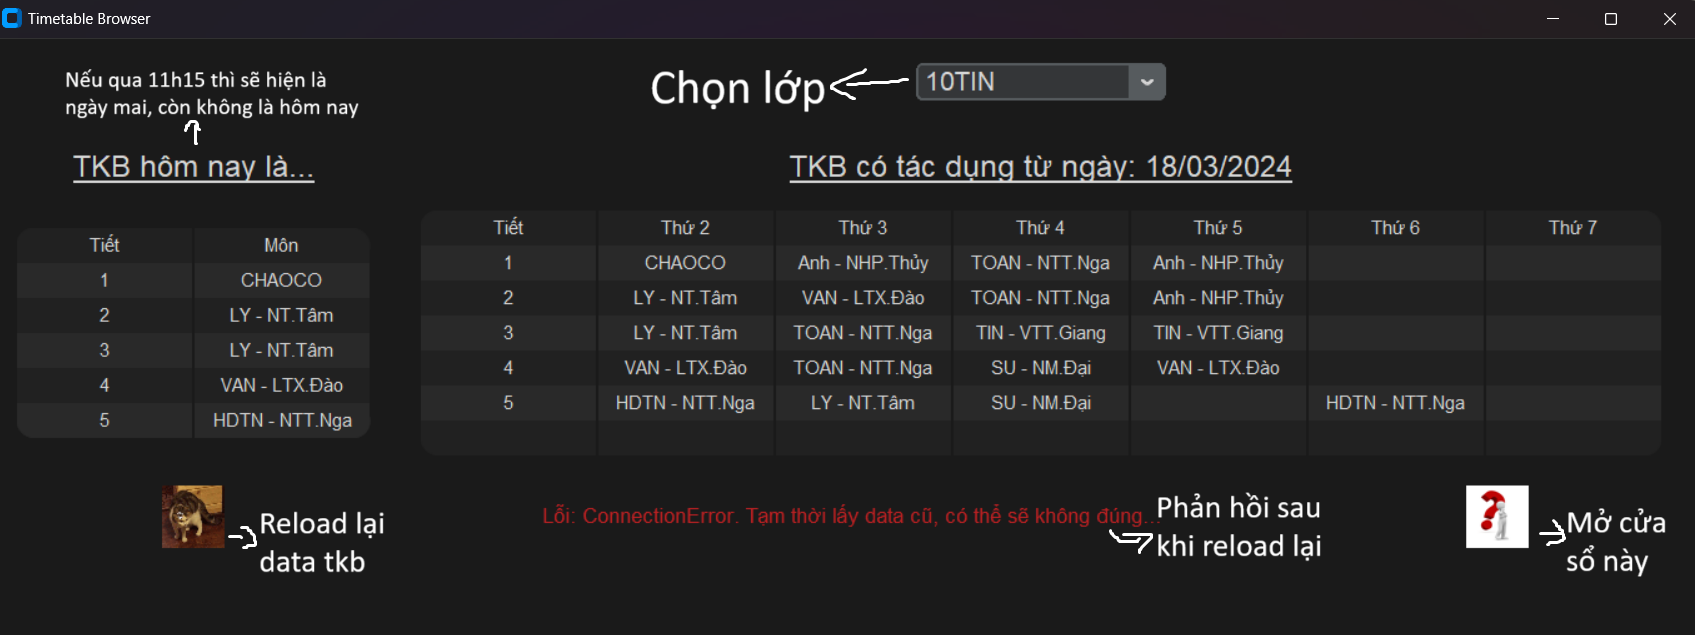 Timetable Browser
Nếu qua 11h15 thì sẽ hiện là
ngày mai, còn không là hôm nay
Chọn lớp
10TIN
TKB hôm nay là...
TKB có tác dụng từ ngày: 18/03/2024
Tiết Môn
1 CHAOCO
2 LY - NT.Tâm
3 LY - NT.Tâm
4 VAN - LTX.Đào
5 HDTN - NTT.Nga
Tiết Thứ 2 Thứ 3 Thứ 4 Thứ 5 Thứ 6 Thứ 7
1 CHAOCO Anh - NHP.Thủy TOAN - NTT.Nga Anh - NHP.Thủy
2 LY - NT.Tâm VAN - LTX.Đào TOAN - NTT.Nga Anh - NHP.Thủy
3 LY - NT.Tâm TOAN - NTT.Nga TIN - VTT.Giang TIN - VTT.Giang
4 VAN - LTX.Đào TOAN - NTT.Nga SU - NM.Đại VAN - LTX.Đào
5 HDTN - NTT.Nga LY - NT.Tâm SU - NM.Đại HDTN - NTT.Nga
Reload lại
data tkb
Lỗi: ConnectionError. Tạm thời lấy data cũ, có thể sẽ không đúng...
Phản hồi sau
khi reload lại
Mở cửa
sổ này